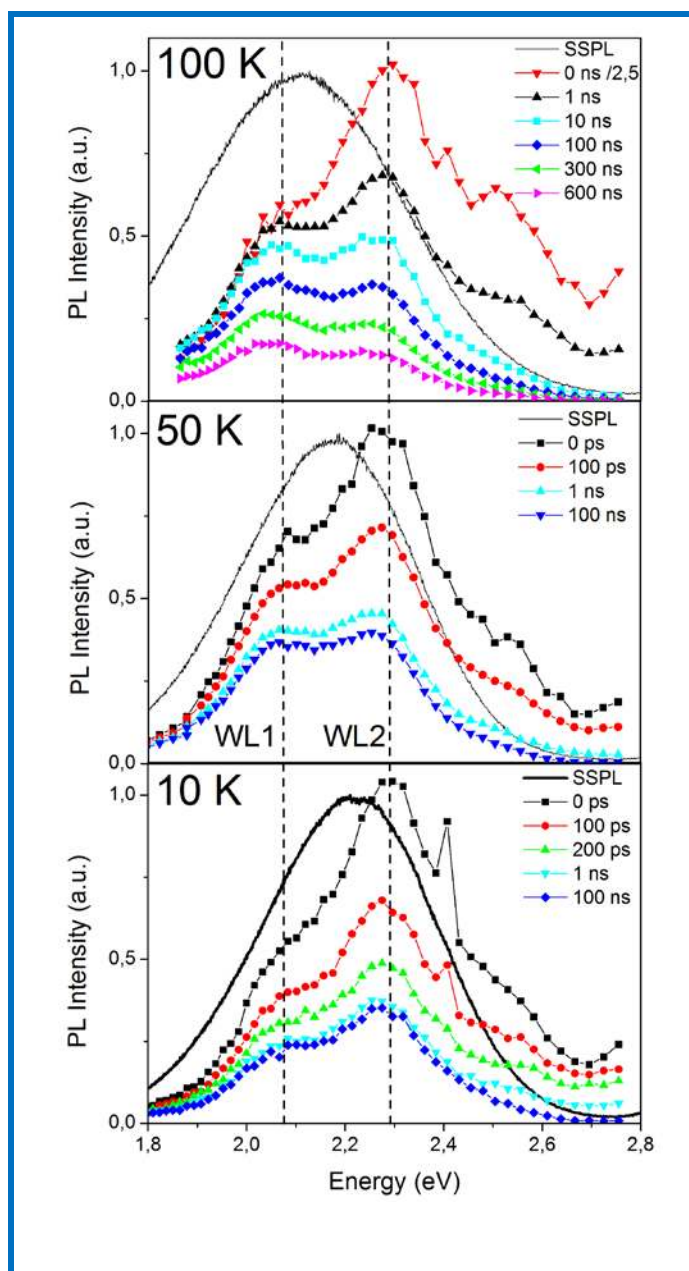 100 K
SSPL
0 ns /2,5
1 ns
10 ns
100 ns
300 ns
600 ns
1,0
0,5
0,0
PL Intensity (a.u.)
50 K
SSPL
0 ps
100 ps
1 ns
100 ns
1,0
0,5
0,0
PL Intensity (a.u.)
WL1
WL2
10 K
SSPL
0 ps
100 ps
200 ps
1 ns
100 ns
1,0
0,5
0,0
PL Intensity (a.u.)
1,8 2,0 2,2 2,4 2,6 2,8
Energy (eV)